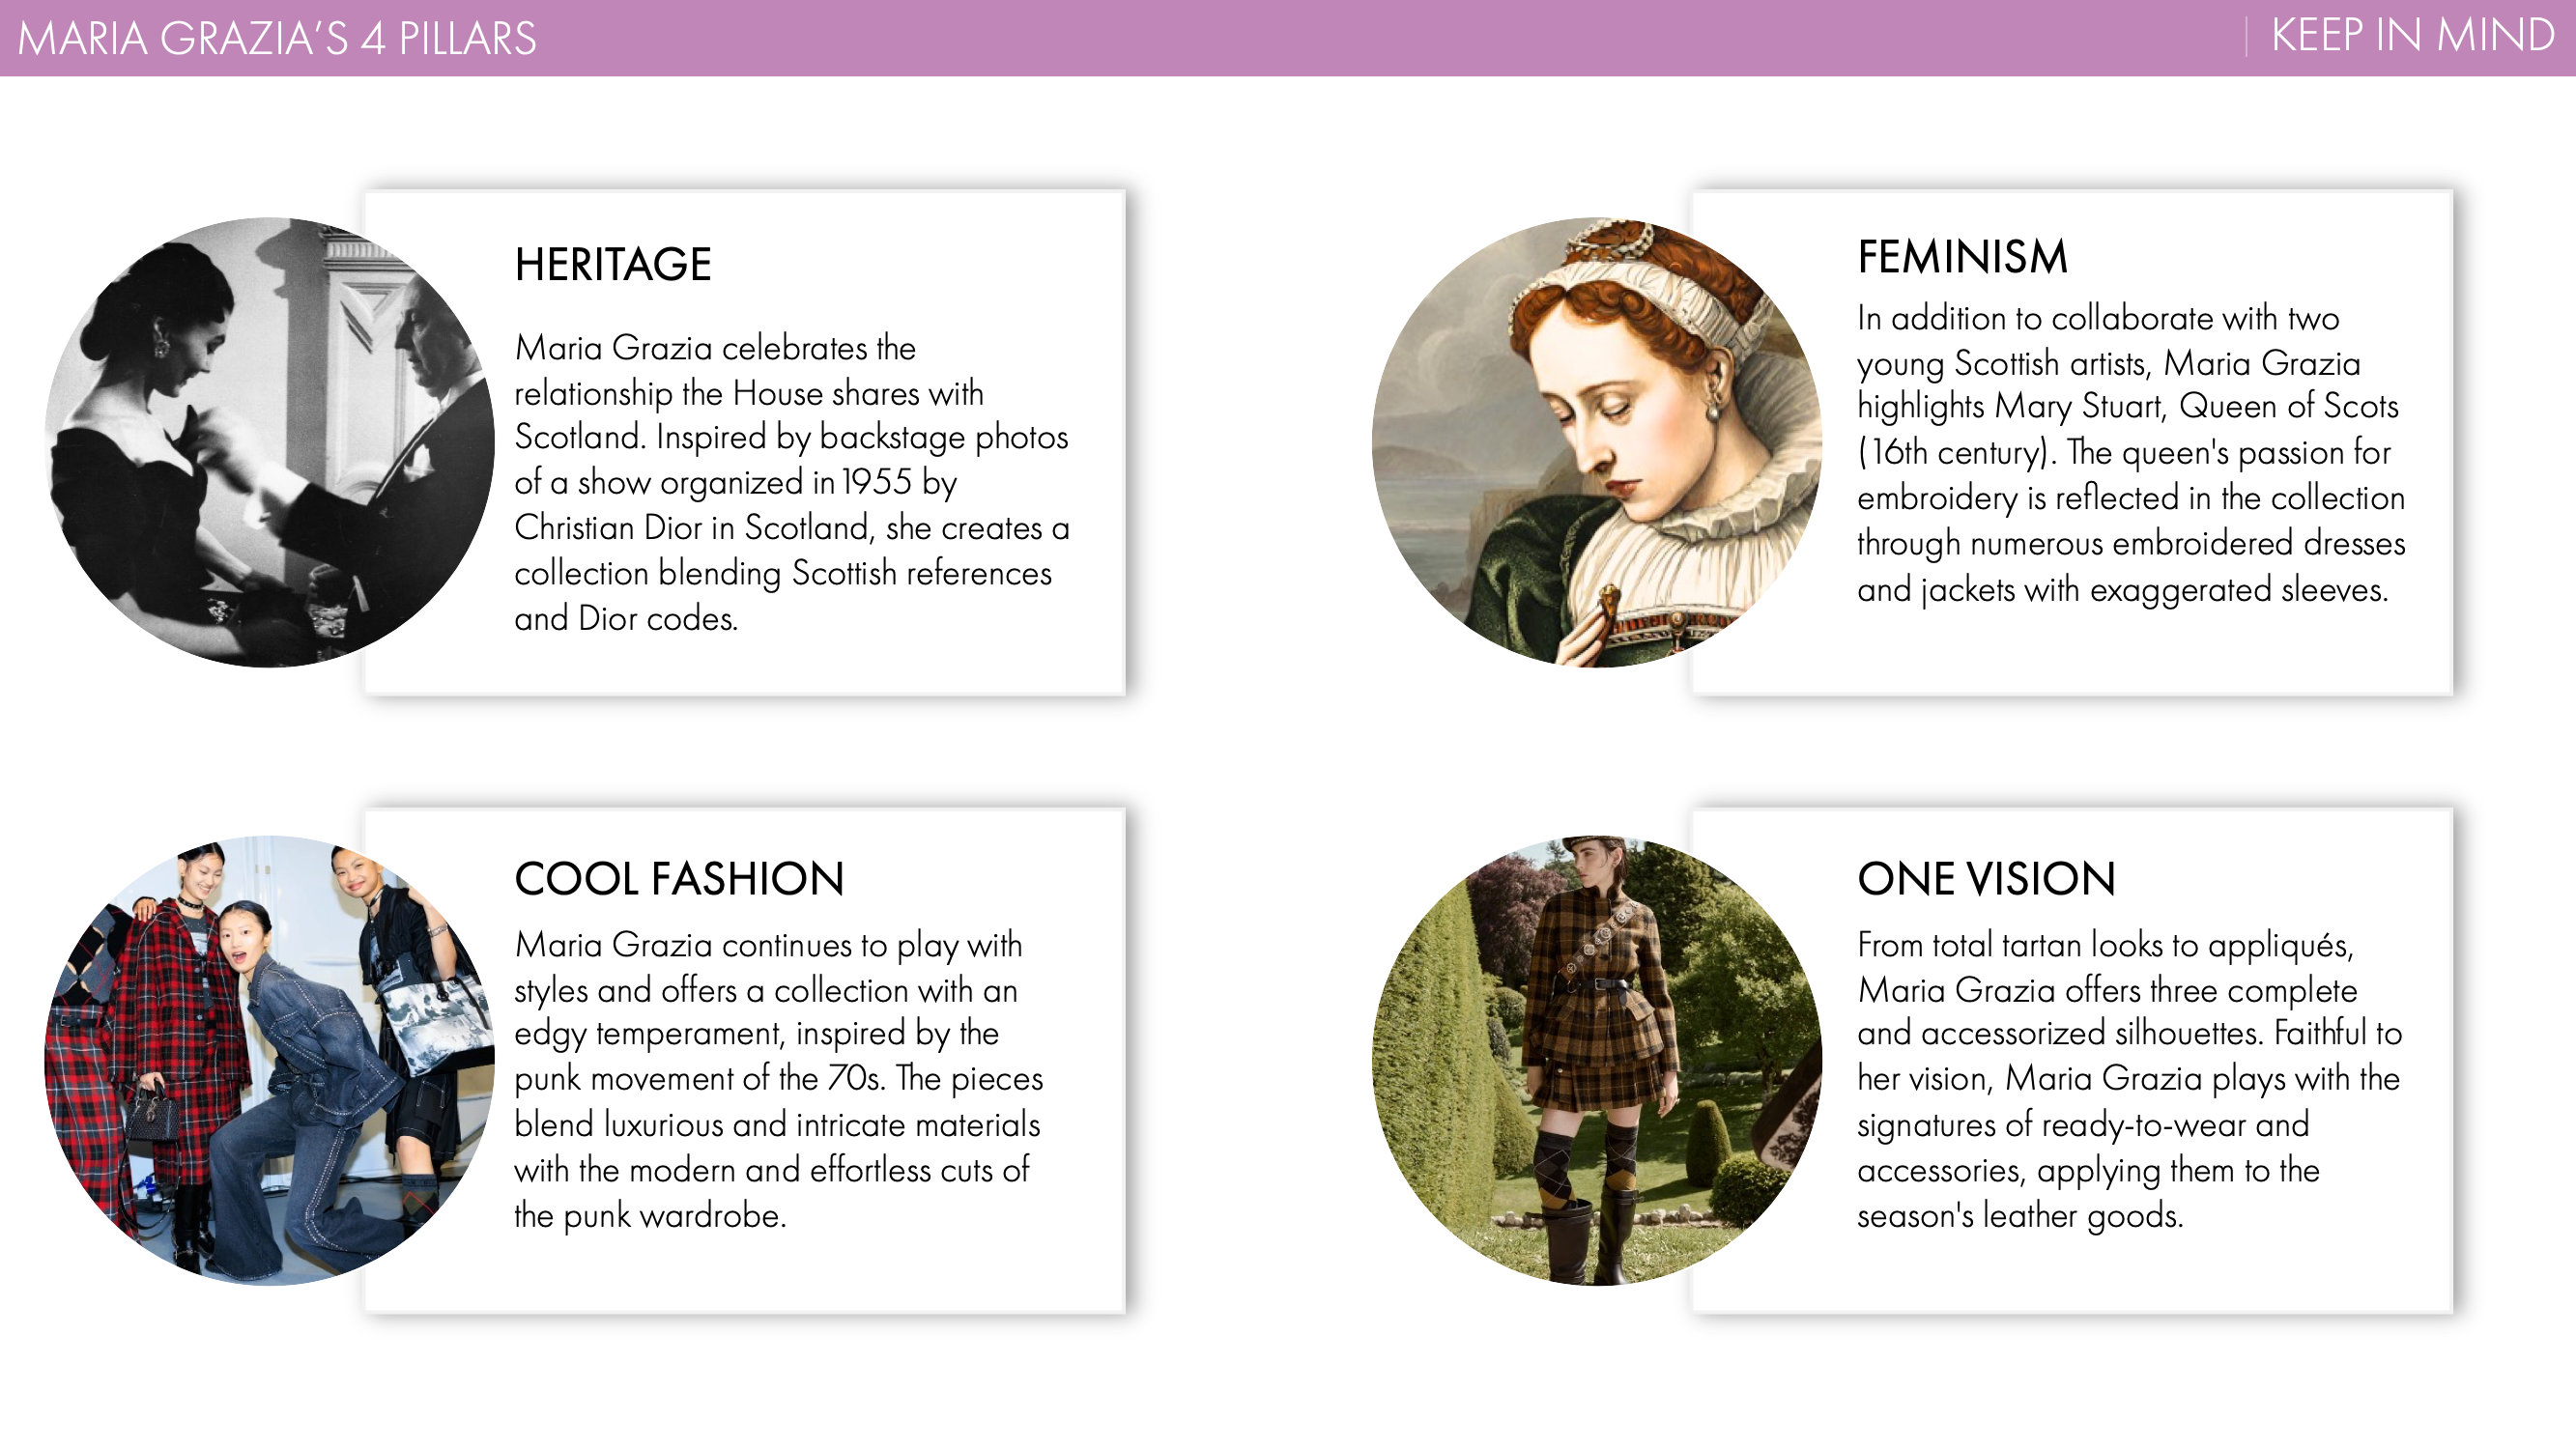 MARIA GRAZIA’S 4 PILLARS
KEEP IN MIND
HERITAGE
Maria Grazia celebrates the
relationship the House shares with
Scotland. Inspired by backstage photos
of a show organized in 1955 by
Christian Dior in Scotland, she creates a
collection blending Scottish references
and Dior codes.
FEMINISM
In addition to collaborate with two
young Scottish artists, Maria Grazia
highlights Mary Stuart, Queen of Scots
(16th century). The queen's passion for
embroidery is reflected in the collection
through numerous embroidered dresses
and jackets with exaggerated sleeves.
COOL FASHION
Maria Grazia continues to play with
styles and offers a collection with an
edgy temperament, inspired by the
punk movement of the 70s. The pieces
blend luxurious and intricate materials
with the modern and effortless cuts of
the punk wardrobe.
ONE VISION
From total tartan looks to appliqués,
Maria Grazia offers three complete
and accessorized silhouettes. Faithful to
her vision, Maria Grazia plays with the
signatures of ready-to-wear and
accessories, applying them to the
season's leather goods.